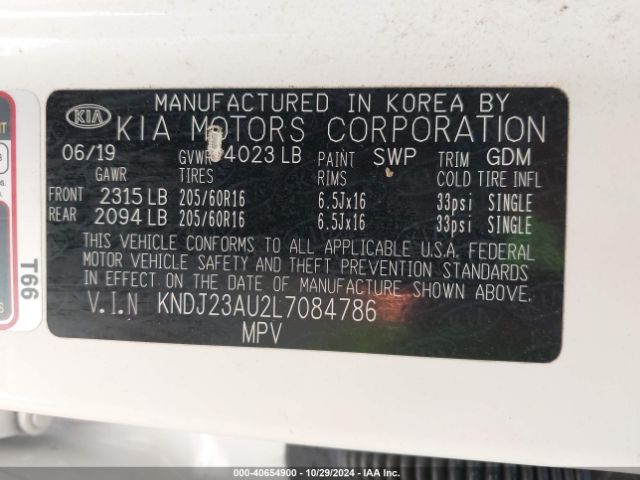 KIA MANUFACTURED IN KOREA BY
KIA MOTORS CORPORATION
06/19 GVWR 4023 LB PAINT SWP TRIM GDM
GAWR TIRES RIMS COLD TIRE INFL
FRONT 2315 LB 205/60R16 6.5Jx16 33psi SINGLE
REAR 2094 LB 205/60R16 6.5Jx16 33psi SINGLE
THIS VEHICLE CONFORMS TO ALL APPLICABLE U.S.A. FEDERAL
MOTOR VEHICLE SAFETY AND THEFT PREVENTION STANDARDS
IN EFFECT ON THE DATE OF MANUFACTURE SHOWN ABOVE.
V.I.N KNDJ23AU2L7084786
MPV
T66
00-40654900 - 10/29/2024 - IAA Inc.